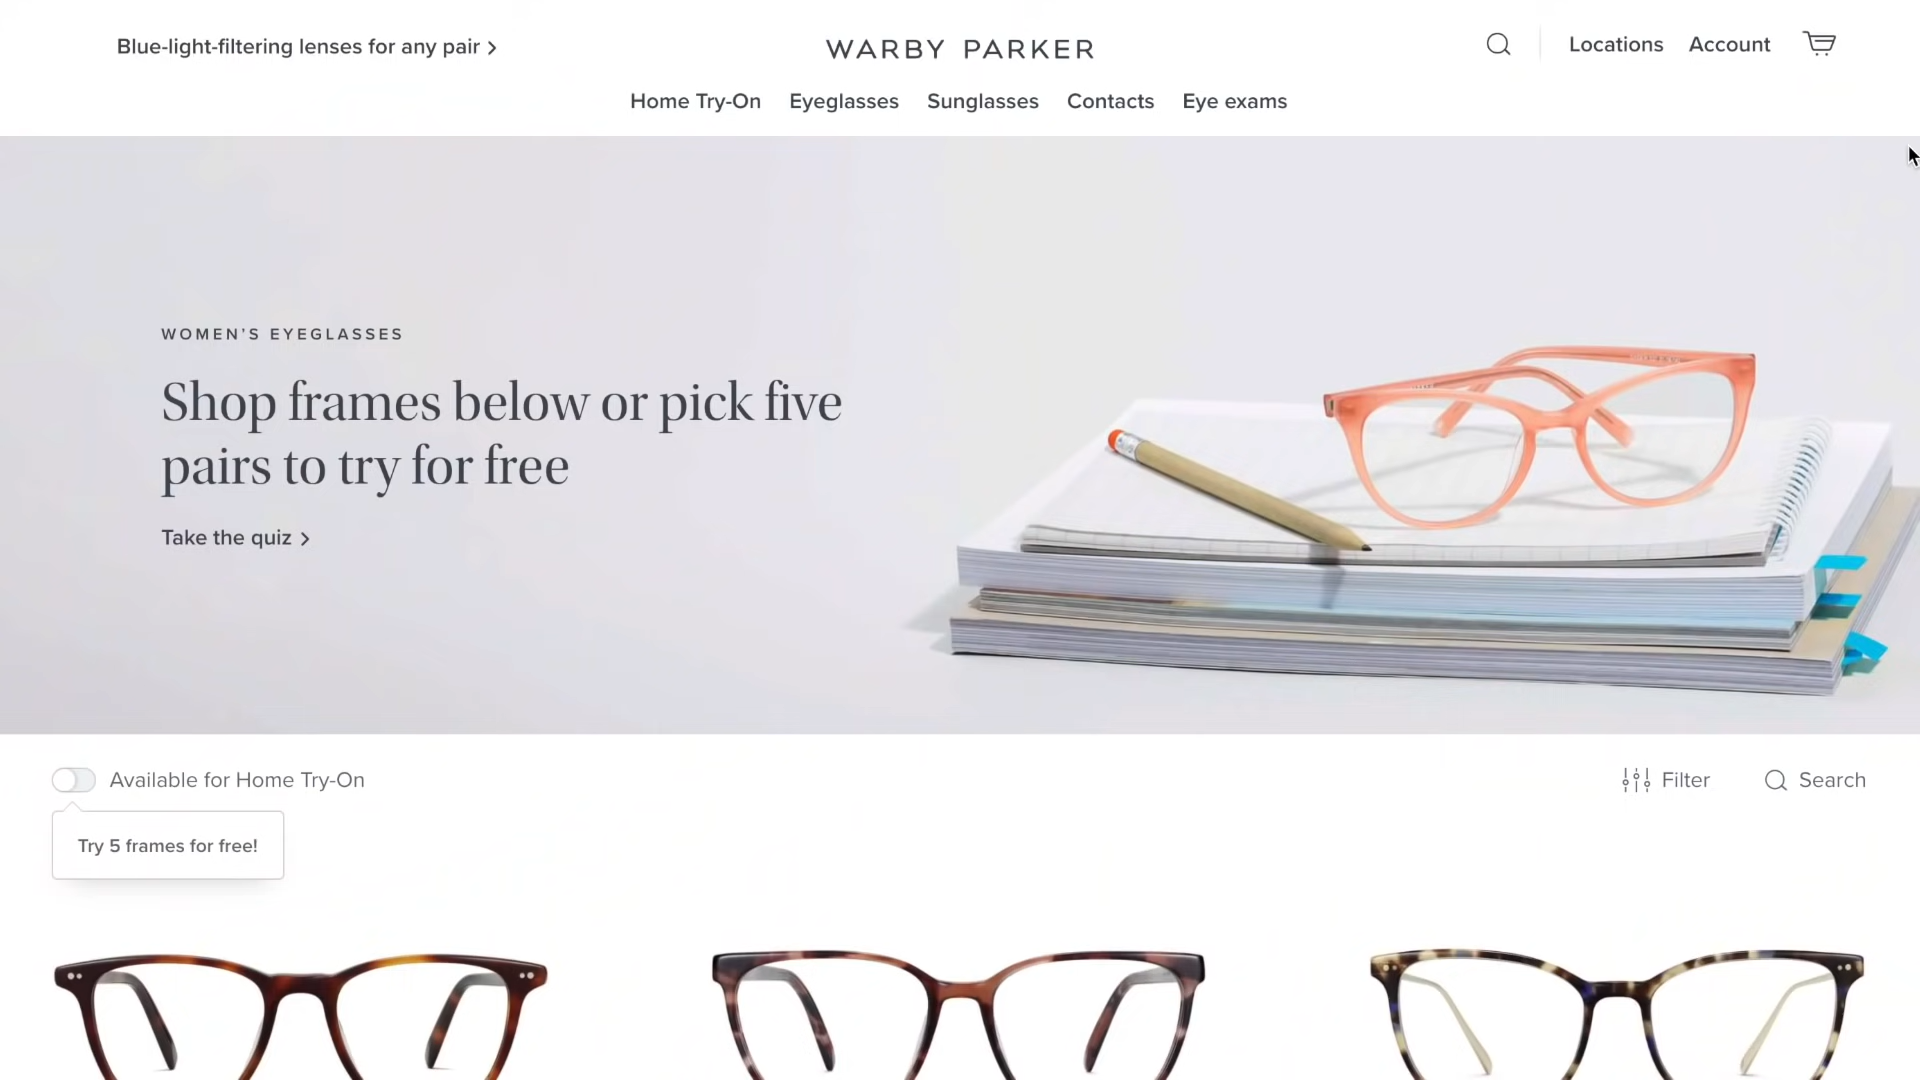 Blue-light-filtering lenses for any pair
WARBY PARKER
Locations
Account
Home Try-On
Eyeglasses
Sunglasses
Contacts
Eye exams
WOMEN'S EYEGLASSES
Shop frames below or pick five
pairs to try for free
Take the quiz
Available for Home Try-On
Filter
Search
Try 5 frames for free!